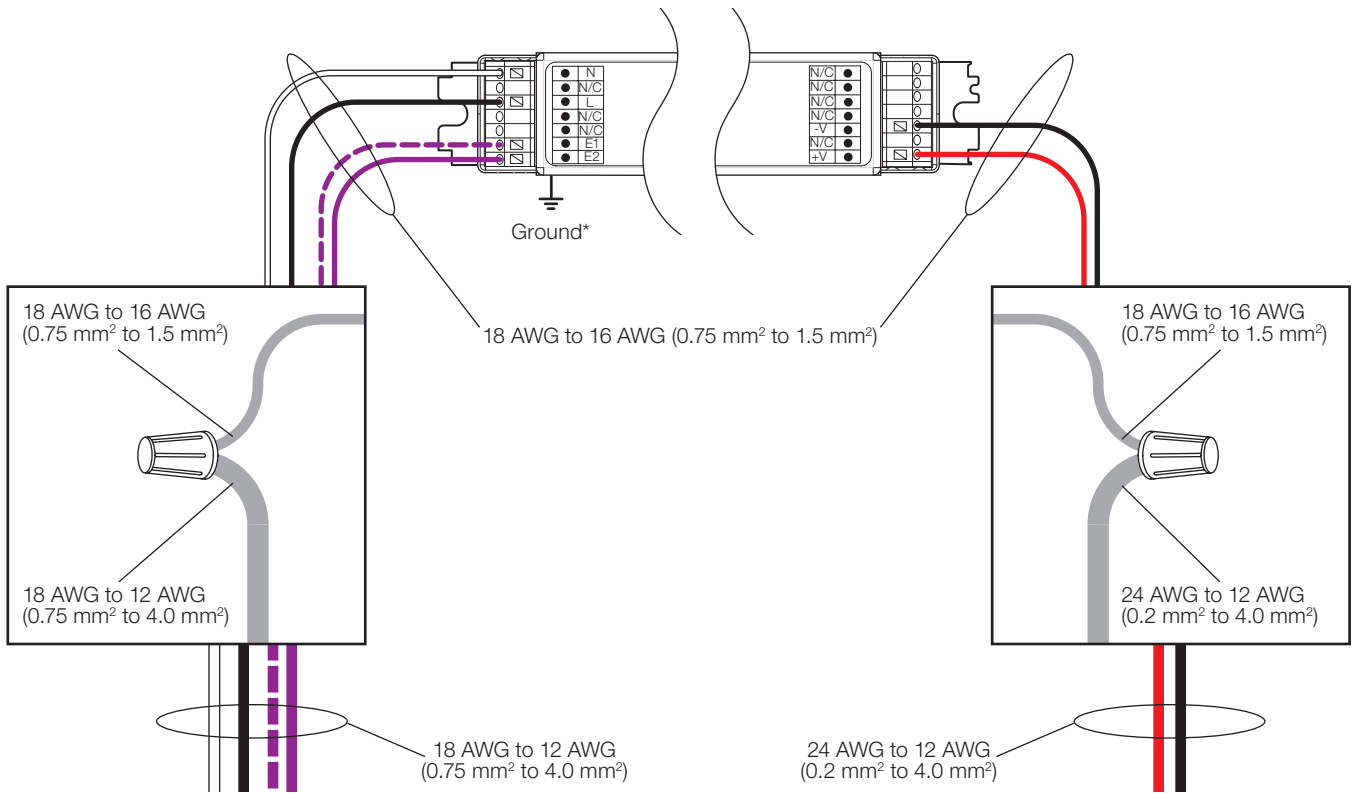 N
N/C
L
N/C
N/C
E1
E2
N/C
N/C
N/C
N/C
-V
N/C
+V
Ground*
18 AWG to 16 AWG
(0.75 mm² to 1.5 mm²)
18 AWG to 16 AWG (0.75 mm² to 1.5 mm²)
18 AWG to 16 AWG
(0.75 mm² to 1.5 mm²)
18 AWG to 12 AWG
(0.75 mm² to 4.0 mm²)
24 AWG to 12 AWG
(0.2 mm² to 4.0 mm²)
18 AWG to 12 AWG
(0.75 mm² to 4.0 mm²)
24 AWG to 12 AWG
(0.2 mm² to 4.0 mm²)